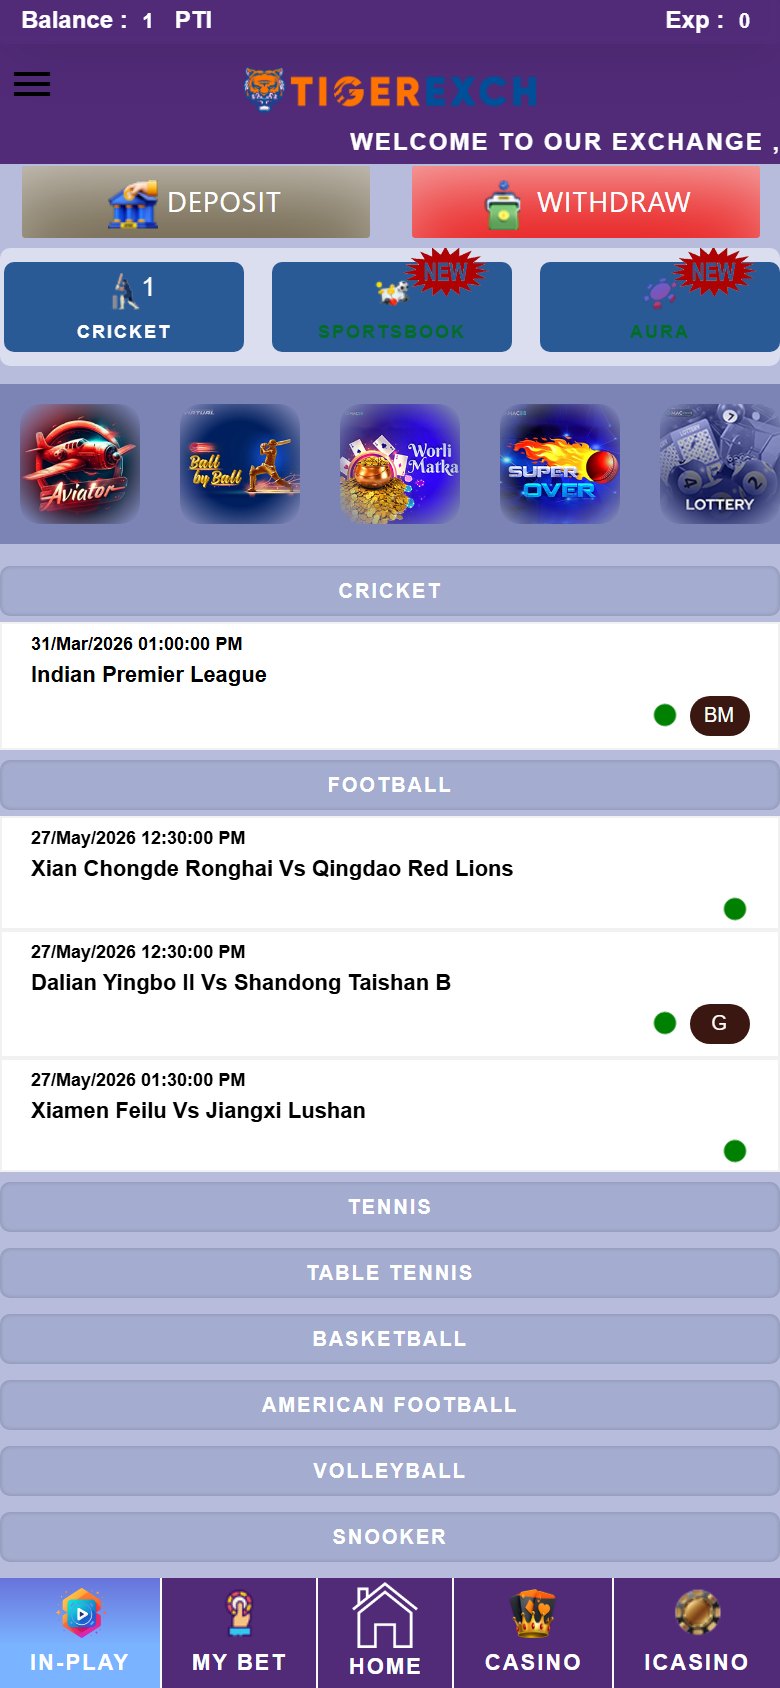 Balance : 1 PTI Exp : 0
TIGEREXCH
WELCOME TO OUR EXCHANGE ,
DEPOSIT WITHDRAW
1 NEW NEW
CRICKET SPORTSBOOK AURA
VIRTUAL
Aviator Ball by Ball Worli Matka SUPER OVER LOTTERY
CRICKET
31/Mar/2026 01:00:00 PM
Indian Premier League
BM
FOOTBALL
27/May/2026 12:30:00 PM
Xian Chongde Ronghai Vs Qingdao Red Lions
27/May/2026 12:30:00 PM
Dalian Yingbo II Vs Shandong Taishan B
G
27/May/2026 01:30:00 PM
Xiamen Feilu Vs Jiangxi Lushan
TENNIS
TABLE TENNIS
BASKETBALL
AMERICAN FOOTBALL
VOLLEYBALL
SNOOKER
IN-PLAY MY BET HOME CASINO ICASINO